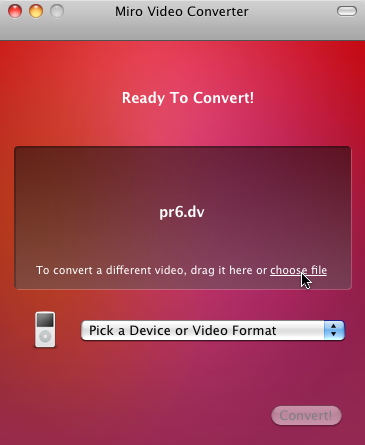 Miro Video Converter
Ready To Convert!
pr6.dv
To convert a different video, drag it here or choose file
Pick a Device or Video Format
Convert!